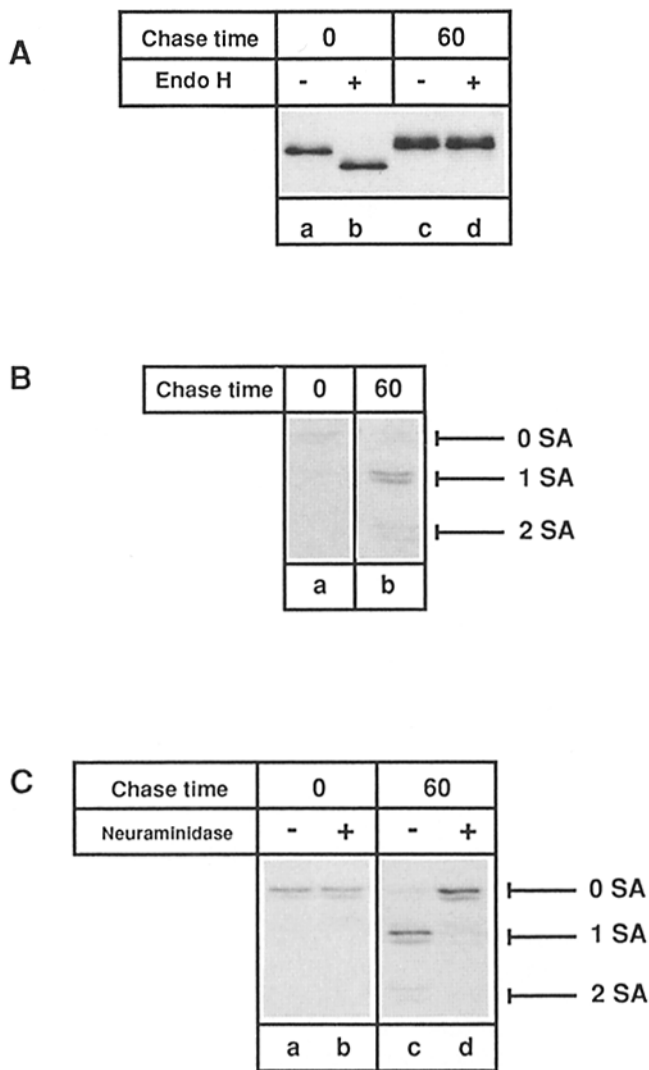 A
Chase time 0 60
Endo H - + - +
a b c d
B
Chase time 0 60
0 SA
1 SA
2 SA
a b
C
Chase time 0 60
Neuraminidase - + - +
0 SA
1 SA
2 SA
a b c d